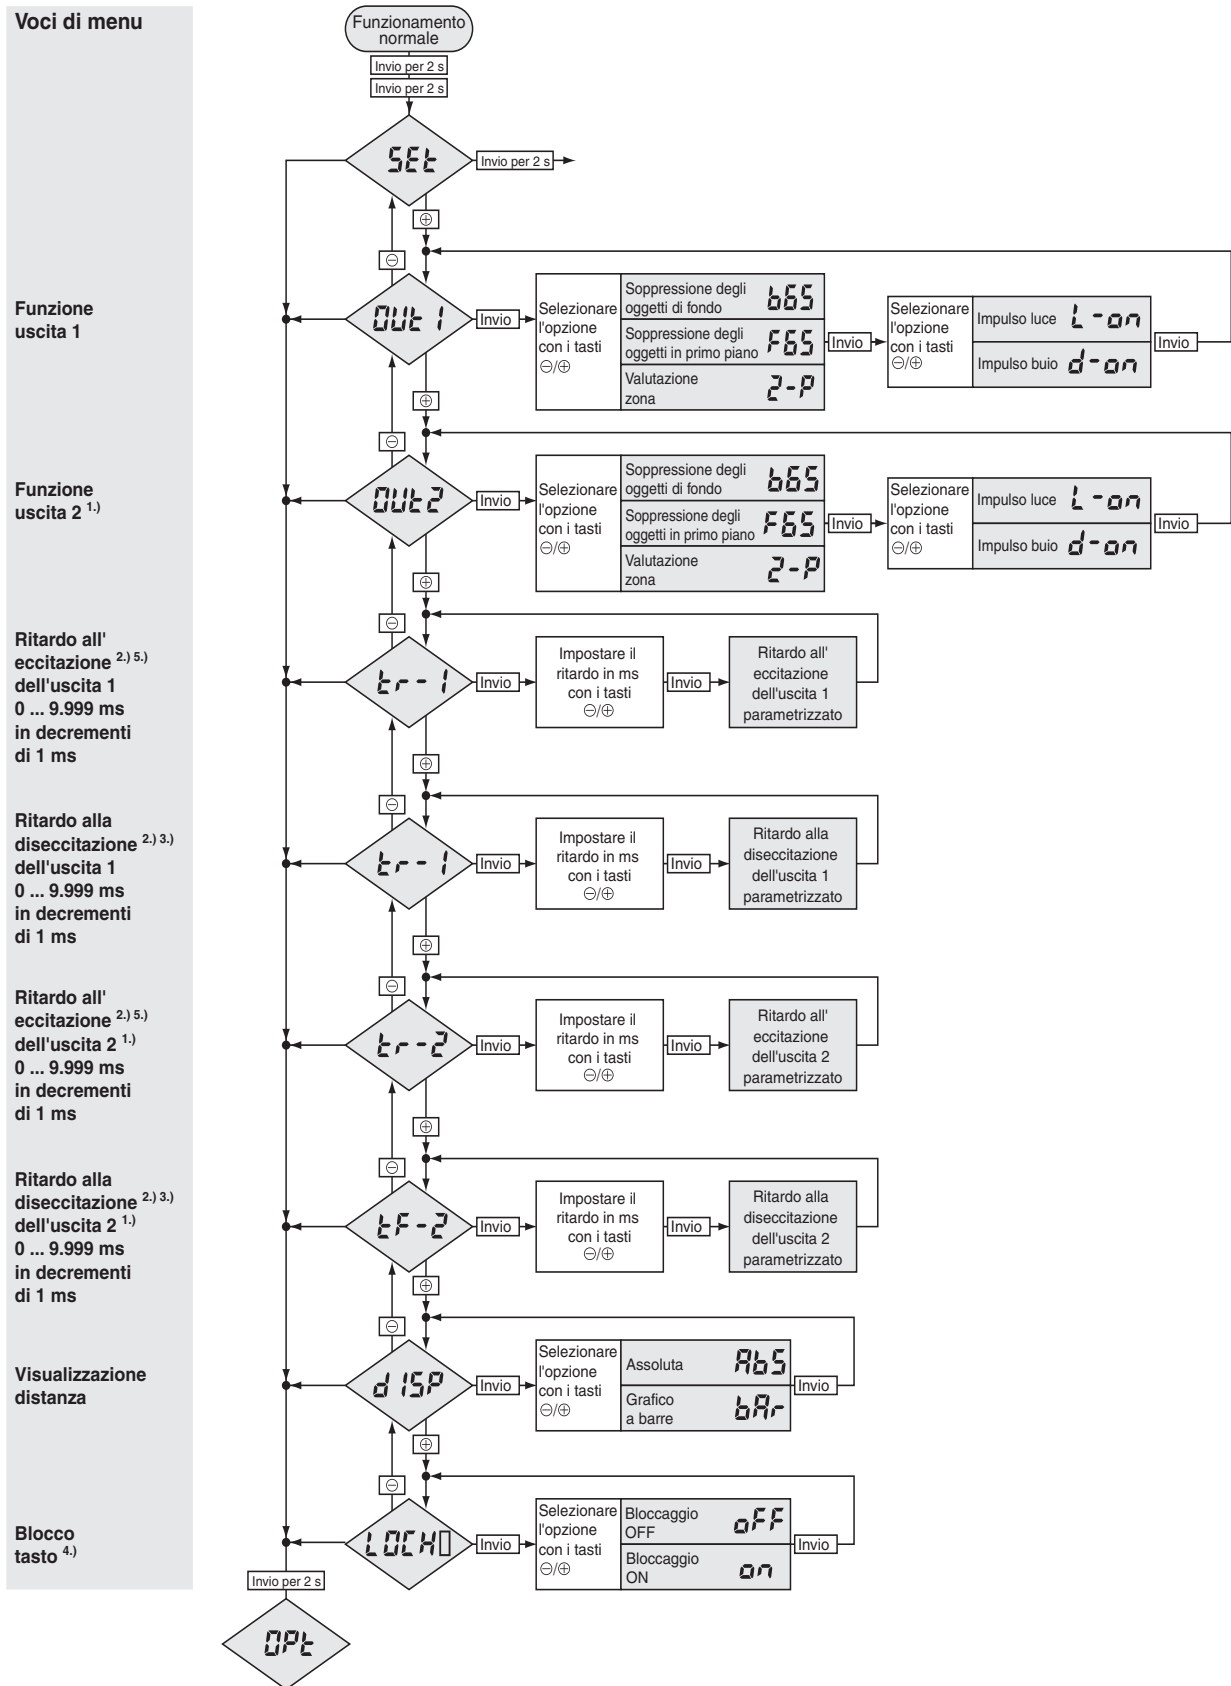 Voci di menu
Funzionamento
normale
Invio per 2 s
Invio per 2 s
SEt
Invio per 2 s
⊕
⊖
Funzione
uscita 1
OUt 1
Invio
Selezionare
l'opzione
con i tasti
⊖/⊕
Soppressione degli
oggetti di fondo
bGS
Soppressione degli
oggetti in primo piano
FGS
Valutazione
zona
2-P
Invio
Selezionare
l'opzione
con i tasti
⊖/⊕
Impulso luce
L-on
Impulso buio
d-on
Invio
⊕
⊖
Funzione
uscita 2 1.)
OUt2
Invio
Selezionare
l'opzione
con i tasti
⊖/⊕
Soppressione degli
oggetti di fondo
bGS
Soppressione degli
oggetti in primo piano
FGS
Valutazione
zona
2-P
Invio
Selezionare
l'opzione
con i tasti
⊖/⊕
Impulso luce
L-on
Impulso buio
d-on
Invio
⊕
⊖
Ritardo all'
eccitazione 2.) 5.)
dell'uscita 1
0 ... 9.999 ms
in decrementi
di 1 ms
tr-1
Invio
Impostare il
ritardo in ms
con i tasti
⊖/⊕
Invio
Ritardo all'
eccitazione
dell'uscita 1
parametrizzato
⊕
⊖
Ritardo alla
diseccitazione 2.) 3.)
dell'uscita 1
0 ... 9.999 ms
in decrementi
di 1 ms
tr-1
Invio
Impostare il
ritardo in ms
con i tasti
⊖/⊕
Invio
Ritardo alla
diseccitazione
dell'uscita 1
parametrizzato
⊕
⊖
Ritardo all'
eccitazione 2.) 5.)
dell'uscita 2 1.)
0 ... 9.999 ms
in decrementi
di 1 ms
tr-2
Invio
Impostare il
ritardo in ms
con i tasti
⊖/⊕
Invio
Ritardo all'
eccitazione
dell'uscita 2
parametrizzato
⊕
⊖
Ritardo alla
diseccitazione 2.) 3.)
dell'uscita 2 1.)
0 ... 9.999 ms
in decrementi
di 1 ms
tF-2
Invio
Impostare il
ritardo in ms
con i tasti
⊖/⊕
Invio
Ritardo alla
diseccitazione
dell'uscita 2
parametrizzato
⊕
⊖
Visualizzazione
distanza
dISP
Invio
Selezionare
l'opzione
con i tasti
⊖/⊕
Assoluta
AbS
Grafico
a barre
bAr
Invio
⊕
⊖
Blocco
tasto 4.)
LOCK
Invio
Selezionare
l'opzione
con i tasti
⊖/⊕
Bloccaggio
OFF
oFF
Bloccaggio
ON
on
Invio
Invio per 2 s
OPt